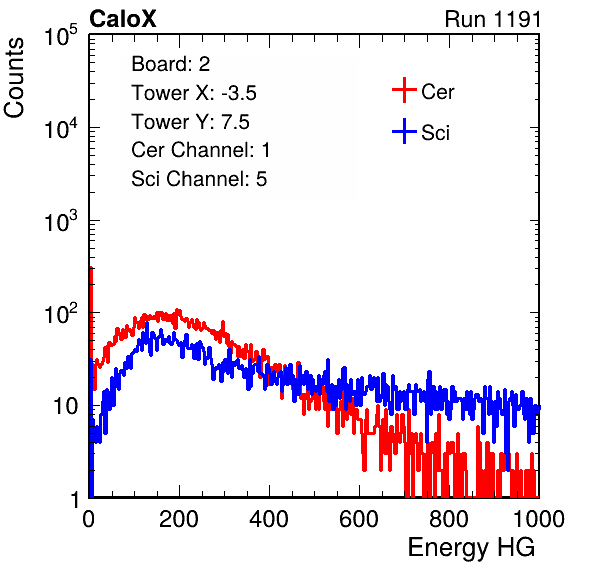 CaloX Run 1191
Counts
10^5
10^4
10^3
10^2
10
1
Board: 2
Tower X: -3.5
Tower Y: 7.5
Cer Channel: 1
Sci Channel: 5
Cer
Sci
0 200 400 600 800 1000
Energy HG